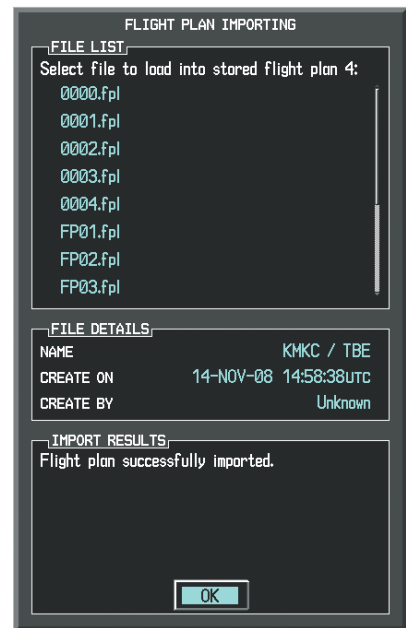 FLIGHT PLAN IMPORTING
FILE LIST
Select file to load into stored flight plan 4:
0000.fpl
0001.fpl
0002.fpl
0003.fpl
0004.fpl
FP01.fpl
FP02.fpl
FP03.fpl
FILE DETAILS
NAME KMKC / TBE
CREATE ON 14-NOV-08 14:58:38UTC
CREATE BY Unknown
IMPORT RESULTS
Flight plan successfully imported.
OK